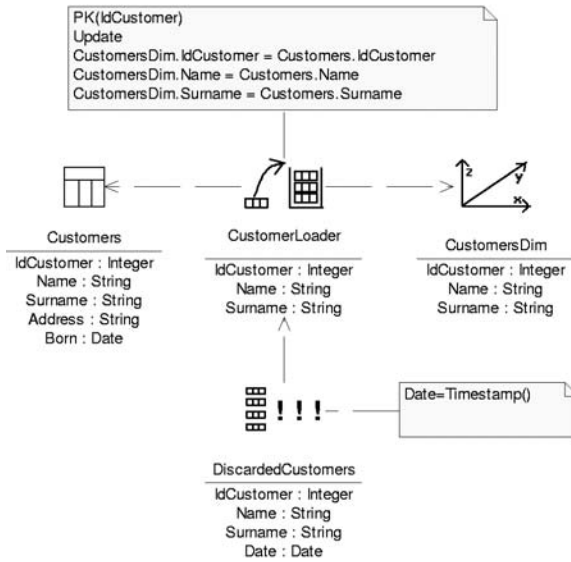 PK(IdCustomer)
Update
CustomersDim.IdCustomer = Customers.IdCustomer
CustomersDim.Name = Customers.Name
CustomersDim.Surname = Customers.Surname
z
y
x
Customers
IdCustomer : Integer
Name : String
Surname : String
Address : String
Born : Date
CustomerLoader
IdCustomer : Integer
Name : String
Surname : String
CustomersDim
IdCustomer : Integer
Name : String
Surname : String
! ! !
Date=Timestamp()
DiscardedCustomers
IdCustomer : Integer
Name : String
Surname : String
Date : Date